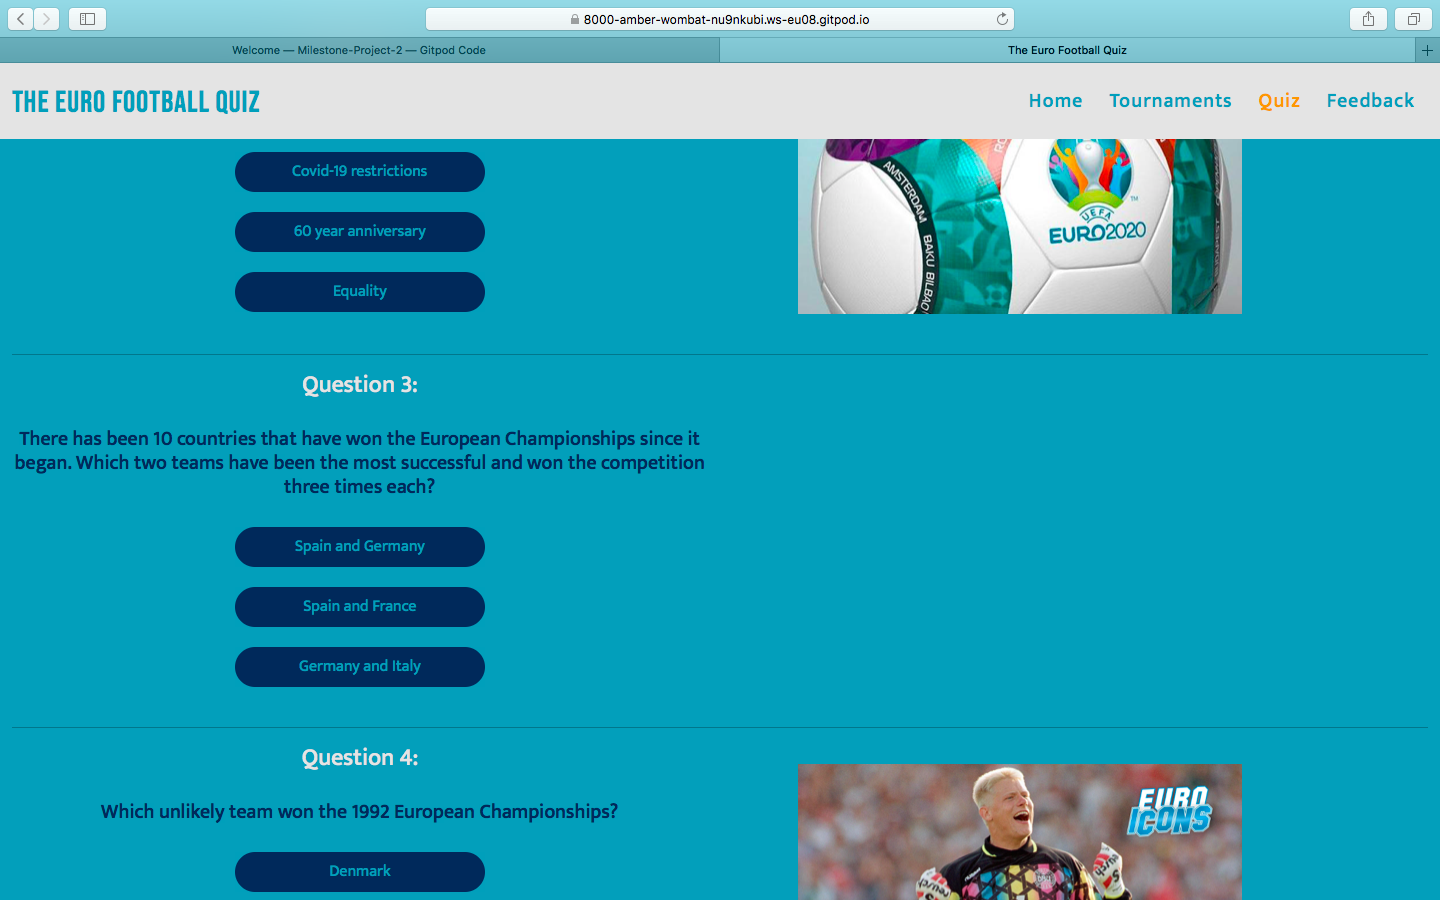 8000-amber-wombat-nu9nkubi.ws-eu08.gitpod.io
Welcome — Milestone-Project-2 — Gitpod Code
The Euro Football Quiz
THE EURO FOOTBALL QUIZ
Home
Tournaments
Quiz
Feedback
Covid-19 restrictions
60 year anniversary
Equality
AMSTERDAM
BAKU
BILBAO
RO
TM
UEFA
EURO2020
Question 3:
There has been 10 countries that have won the European Championships since it
began. Which two teams have been the most successful and won the competition
three times each?
Spain and Germany
Spain and France
Germany and Italy
Question 4:
Which unlikely team won the 1992 European Championships?
Denmark
EURO
ICONS
reusch